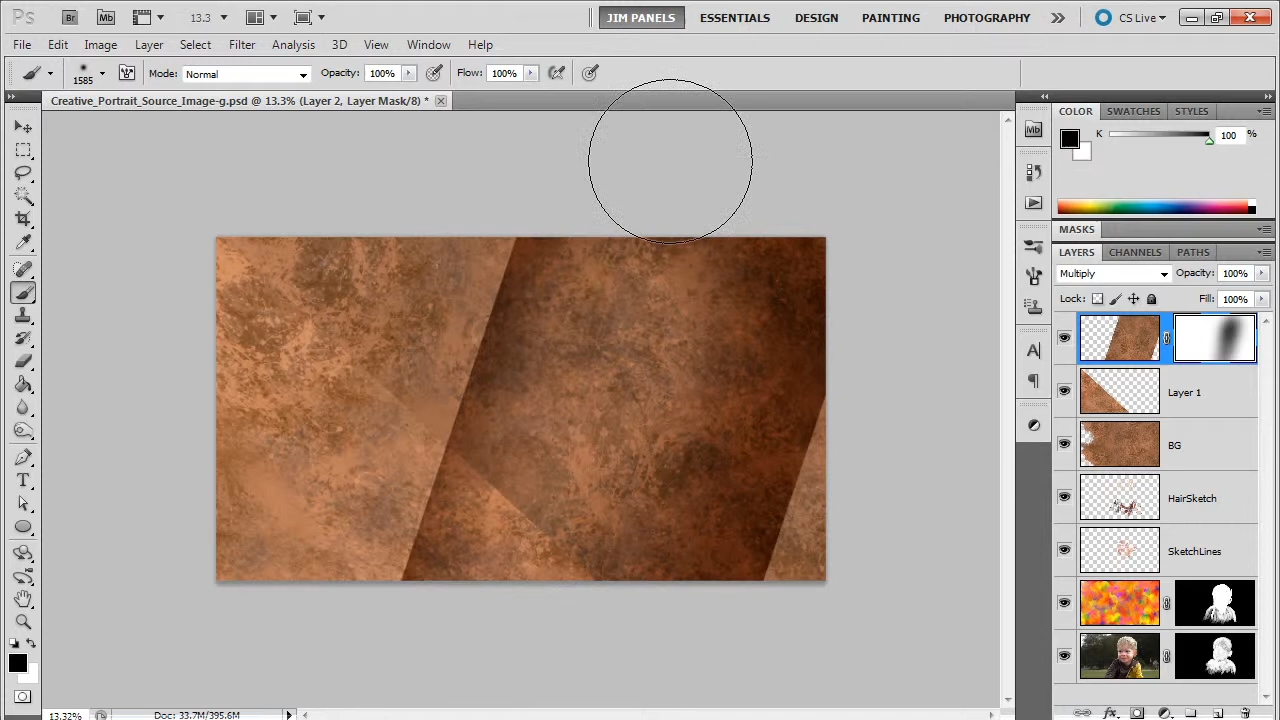 Ps Br Mb 13.3 JIM PANELS ESSENTIALS DESIGN PAINTING PHOTOGRAPHY CS Live
File Edit Image Layer Select Filter Analysis 3D View Window Help
1585 Mode: Normal Opacity: 100% Flow: 100%
Creative_Portrait_Source_Image-g.psd @ 13.3% (Layer 2, Layer Mask/8) *
COLOR SWATCHES STYLES
Mb
K 100 %
MASKS
LAYERS CHANNELS PATHS
Multiply Opacity: 100%
Lock: Fill: 100%
Layer 1
BG
HairSketch
SketchLines
13.32% Doc: 33.7M/395.6M